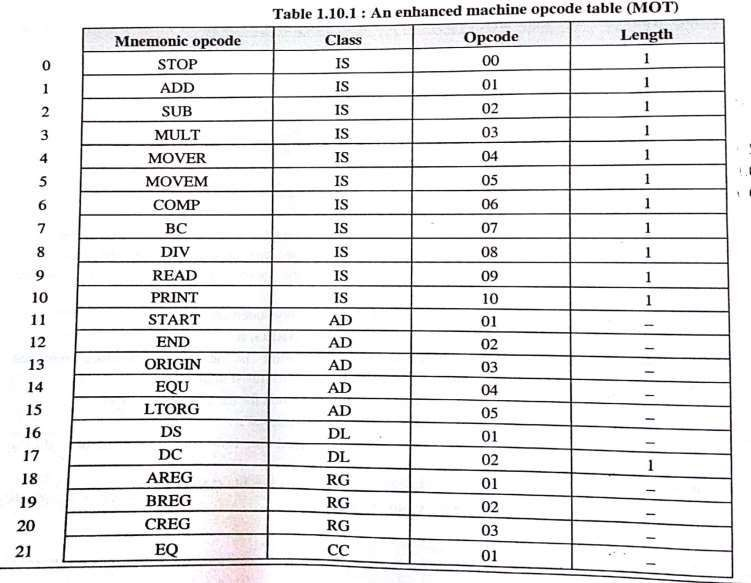 Table 1.10.1 : An enhanced machine opcode table (MOT)
Mnemonic opcode Class Opcode Length
0 STOP IS 00 1
1 ADD IS 01 1
2 SUB IS 02 1
3 MULT IS 03 1
4 MOVER IS 04 1
5 MOVEM IS 05 1
6 COMP IS 06 1
7 BC IS 07 1
8 DIV IS 08 1
9 READ IS 09 1
10 PRINT IS 10 1
11 START AD 01 –
12 END AD 02 –
13 ORIGIN AD 03 –
14 EQU AD 04 –
15 LTORG AD 05 –
16 DS DL 01 –
17 DC DL 02 1
18 AREG RG 01 –
19 BREG RG 02 –
20 CREG RG 03 –
21 EQ CC 01 –